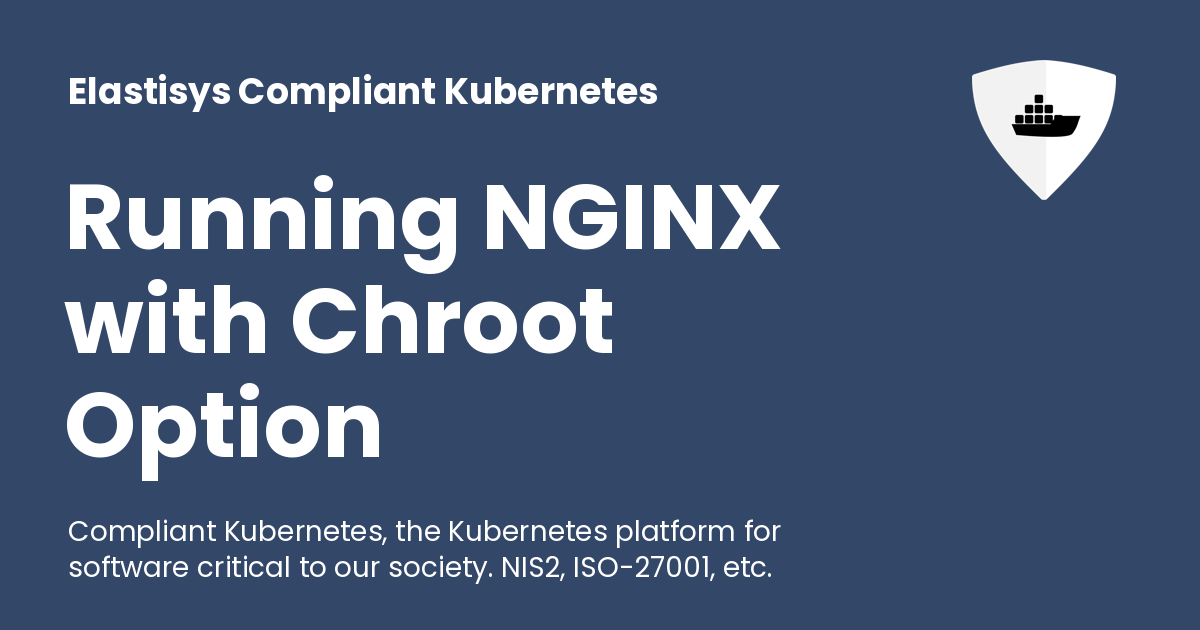 Elastisys Compliant Kubernetes
Running NGINX
with Chroot
Option
Compliant Kubernetes, the Kubernetes platform for
software critical to our society. NIS2, ISO-27001, etc.